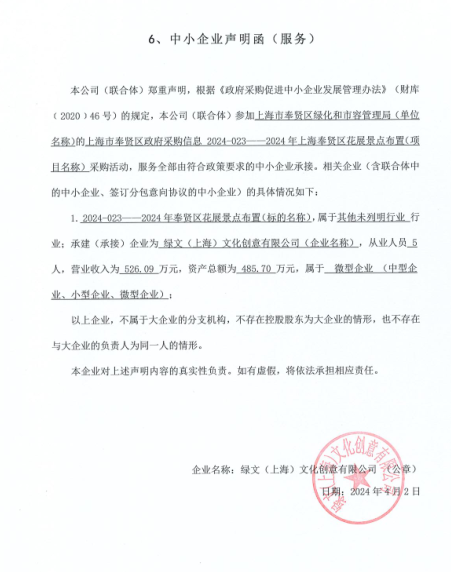 6、中小企业声明函（服务）
本公司（联合体）郑重声明，根据《政府采购促进中小企业发展管理办法》（财库
﹝2020﹞46 号）的规定，本公司（联合体）参加上海市奉贤区绿化和市容管理局（单位
名称)的上海市奉贤区政府采购信息 2024-023——2024年上海奉贤区花展景点布置(项
目名称）采购活动，服务全部由符合政策要求的中小企业承接。相关企业（含联合体中
的中小企业、签订分包意向协议的中小企业）的具体情况如下：
1. 2024-023——2024年奉贤区花展景点布置(标的名称），属于其他未列明行业 行
业；承建（承接）企业为 绿文（上海）文化创意有限公司（企业名称），从业人员 5
人，营业收入为 526.09 万元，资产总额为 485.70 万元，属于 微型企业 （中型企
业、小型企业、微型企业）；
以上企业，不属于大企业的分支机构，不存在控股股东为大企业的情形，也不存在
与大企业的负责人为同一人的情形。
本企业对上述声明内容的真实性负责。如有虚假，将依法承担相应责任。
企业名称：绿文（上海）文化创意有限公司 （公章）
日期：2024 年 4 月 2 日